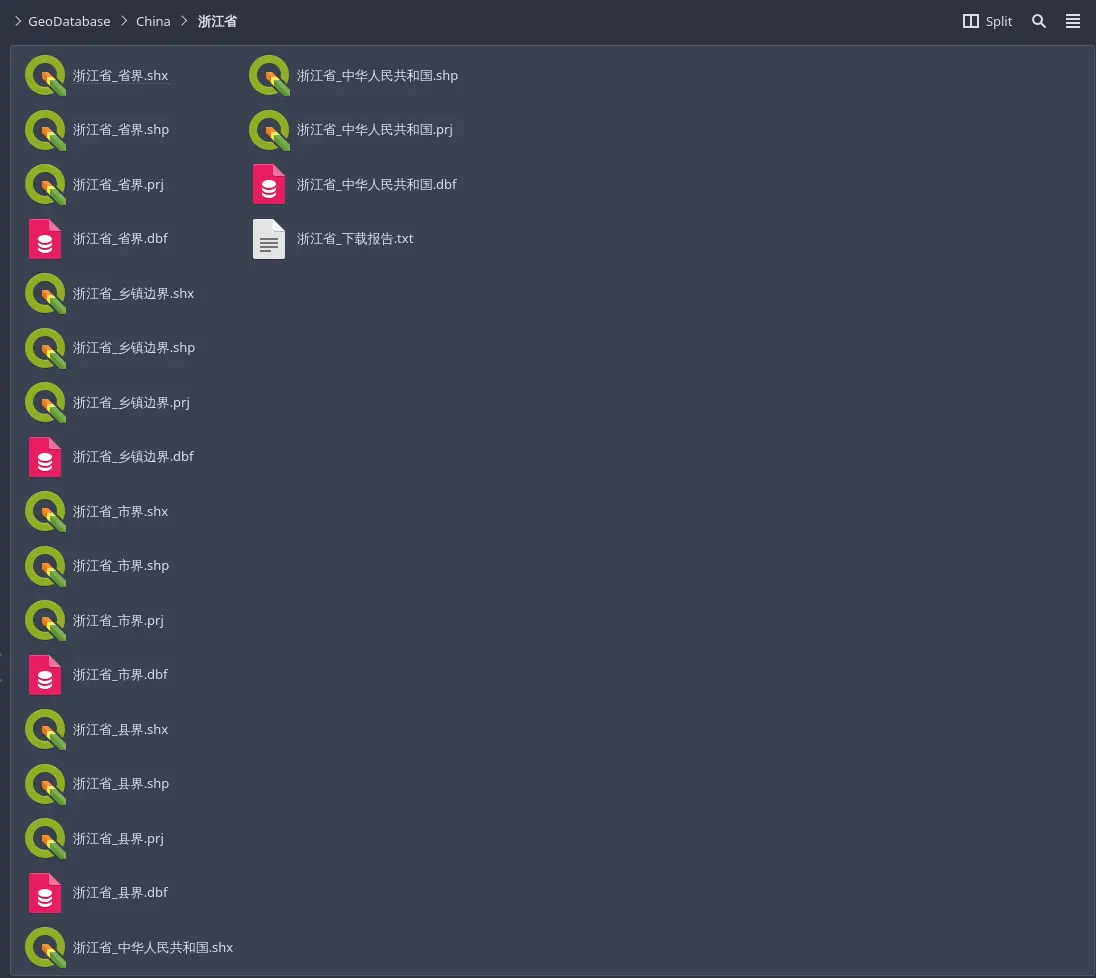 GeoDatabase China 浙江省 Split
浙江省_省界.shx
浙江省_省界.shp
浙江省_省界.prj
浙江省_省界.dbf
浙江省_乡镇边界.shx
浙江省_乡镇边界.shp
浙江省_乡镇边界.prj
浙江省_乡镇边界.dbf
浙江省_市界.shx
浙江省_市界.shp
浙江省_市界.prj
浙江省_市界.dbf
浙江省_县界.shx
浙江省_县界.shp
浙江省_县界.prj
浙江省_县界.dbf
浙江省_中华人民共和国.shx
浙江省_中华人民共和国.shp
浙江省_中华人民共和国.prj
浙江省_中华人民共和国.dbf
浙江省_下载报告.txt